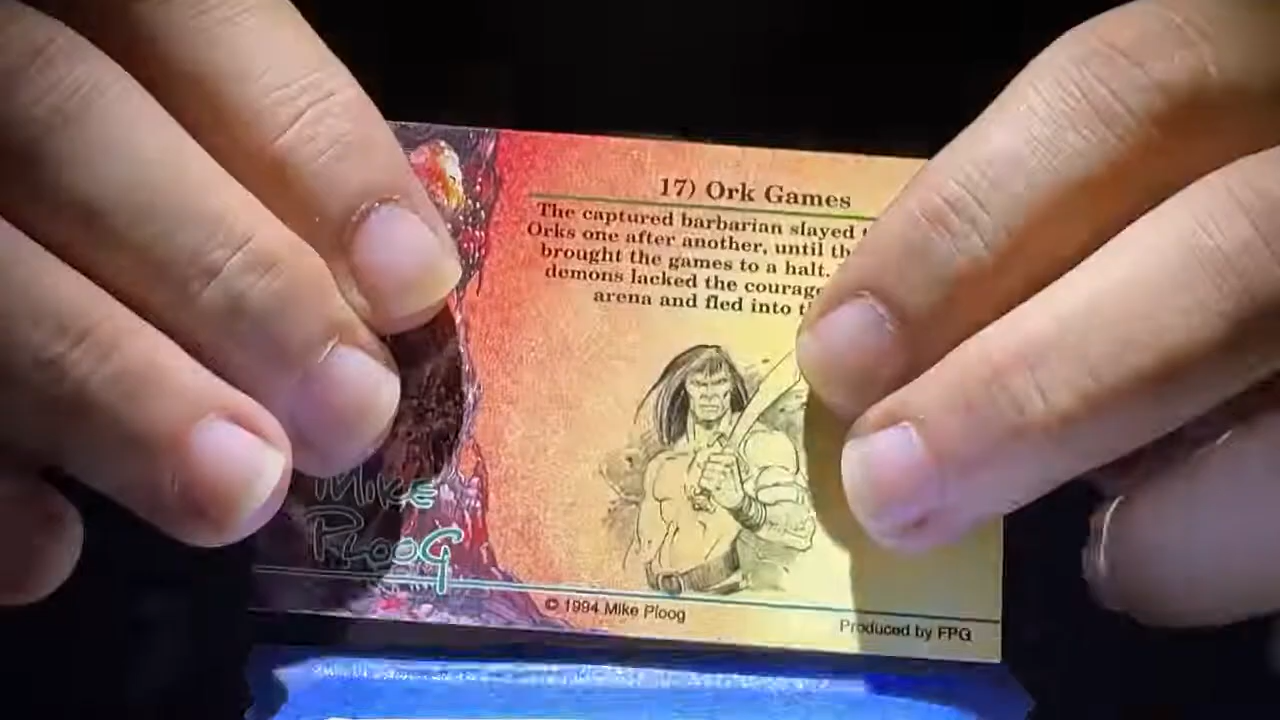 17) Ork Games
The captured barbarian slayed
Orks one after another, until
brought the games to a halt.
demons lacked the courage
arena and fled into
MIKE
PLOOG
© 1994 Mike Ploog
Produced by FPG